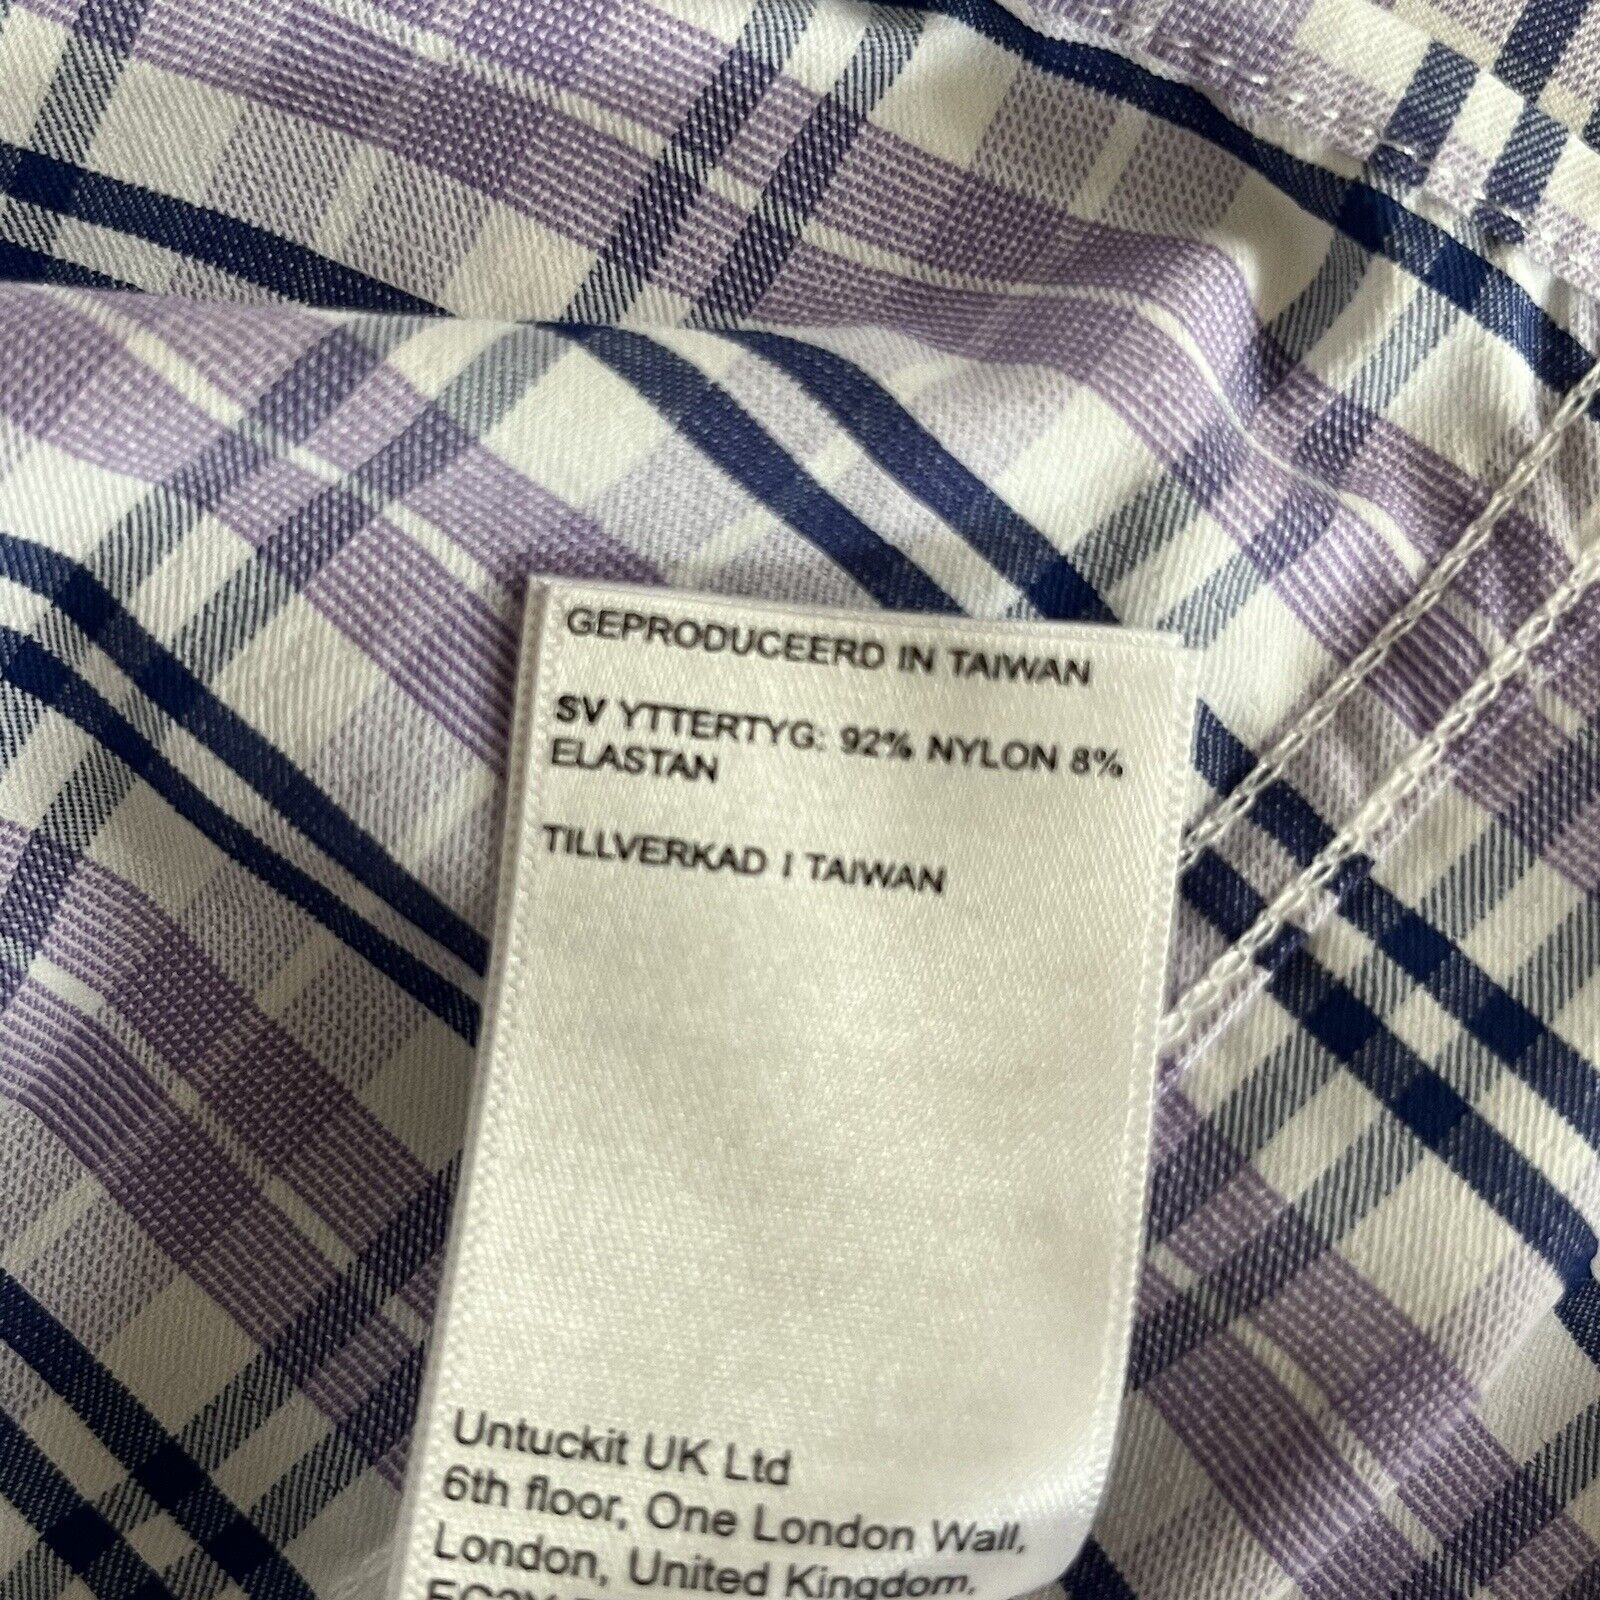 GEPRODUCEERD IN TAIWAN
SV YTTERTYG: 92% NYLON 8%
ELASTAN
TILLVERKAD I TAIWAN
Untuckit UK Ltd
6th floor, One London Wall,
London, United Kingdom,